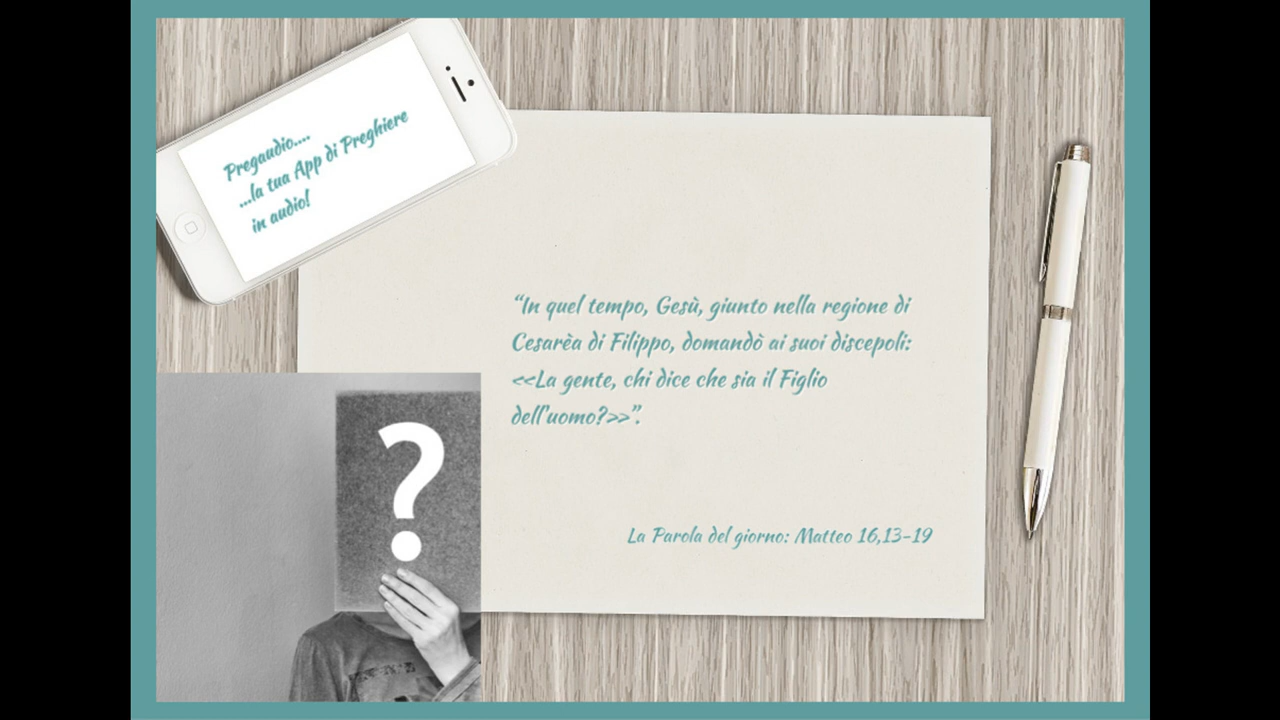 Pregaudio....
...la tua App di Preghiere
in audio!
“In quel tempo, Gesù, giunto nella regione di
Cesarèa di Filippo, domandò ai suoi discepoli:
<<La gente, chi dice che sia il Figlio
dell'uomo?>>”.
?
La Parola del giorno: Matteo 16,13-19